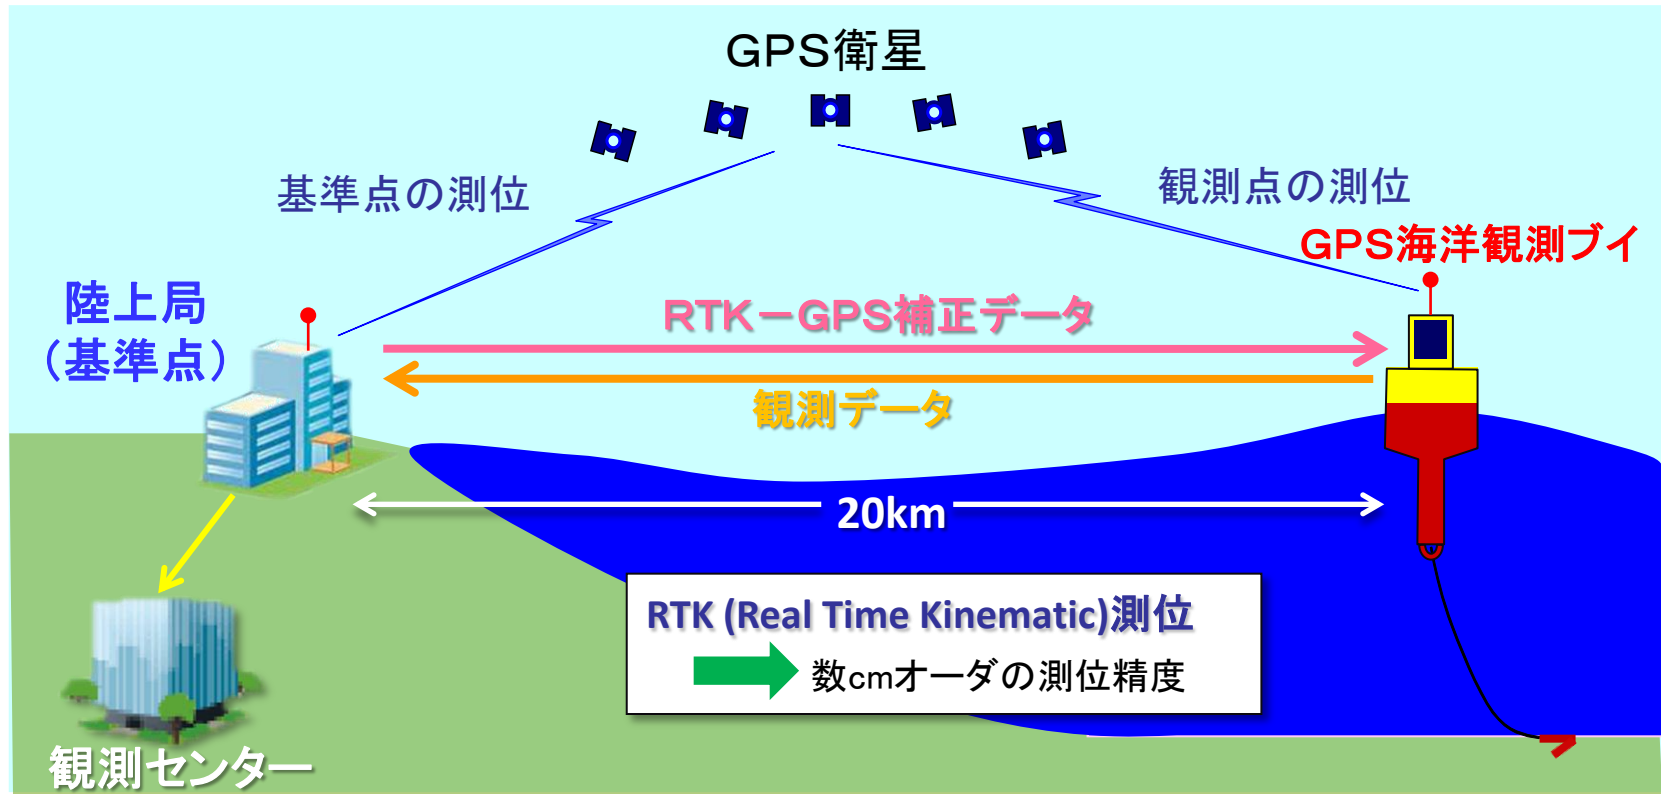 GPS衛星
基準点の測位
観測点の測位
GPS海洋観測ブイ
陸上局
（基準点）
RTK－GPS補正データ
観測データ
20km
RTK (Real Time Kinematic)測位
数cmオーダの測位精度
観測センター